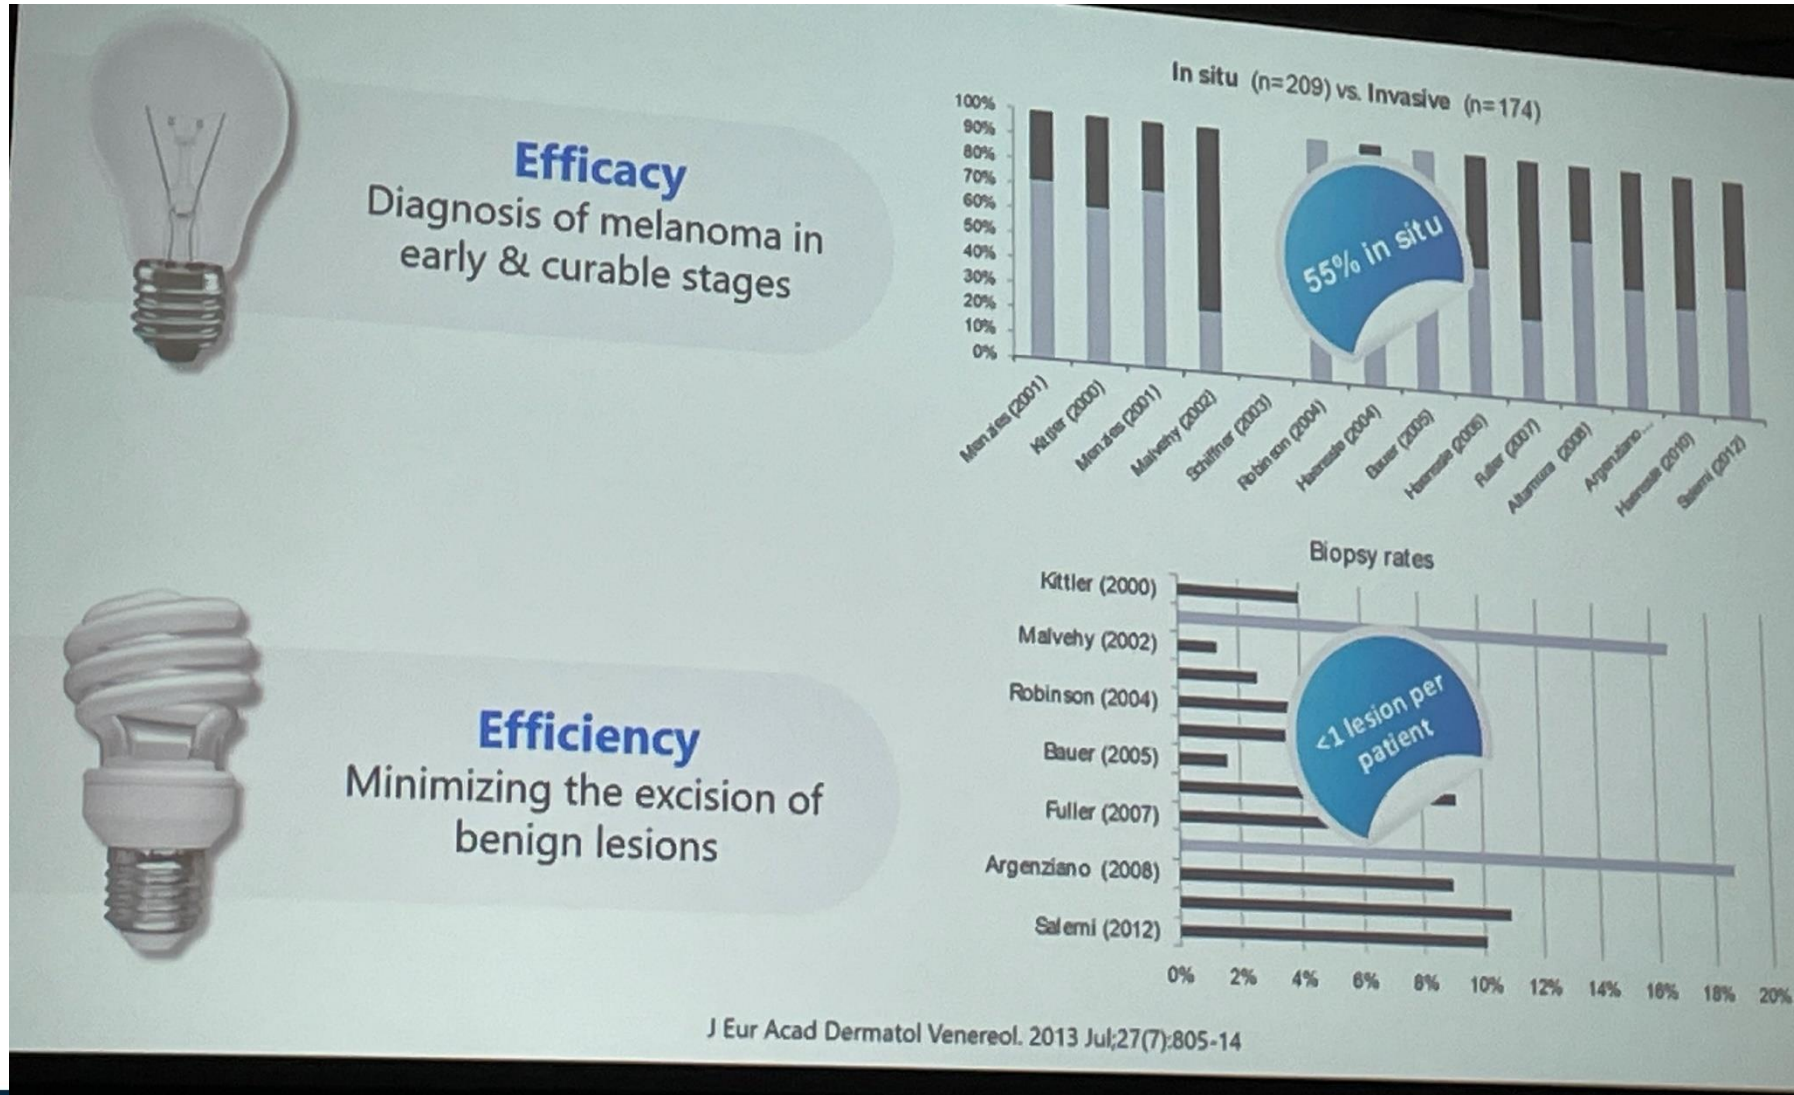 Efficacy
Diagnosis of melanoma in
early & curable stages
In situ (n=209) vs. Invasive (n=174)
100%
90%
80%
70%
60%
50%
40%
30%
20%
10%
0%
55% in situ
Menzies (2001)
Kittler (2000)
Menzies (2001)
Malvehy (2002)
Schiffner (2003)
Robinson (2004)
Haenssle (2004)
Bauer (2005)
Haenssle (2006)
Fuller (2007)
Altamura (2008)
Argenziano...
Haenssle (2010)
Salerni (2012)
Efficiency
Minimizing the excision of
benign lesions
Biopsy rates
Kittler (2000)
Malvehy (2002)
Robinson (2004)
Bauer (2005)
Fuller (2007)
Argenziano (2008)
Salerni (2012)
<1 lesion per
patient
0% 2% 4% 6% 8% 10% 12% 14% 16% 18% 20%
J Eur Acad Dermatol Venereol. 2013 Jul;27(7):805-14